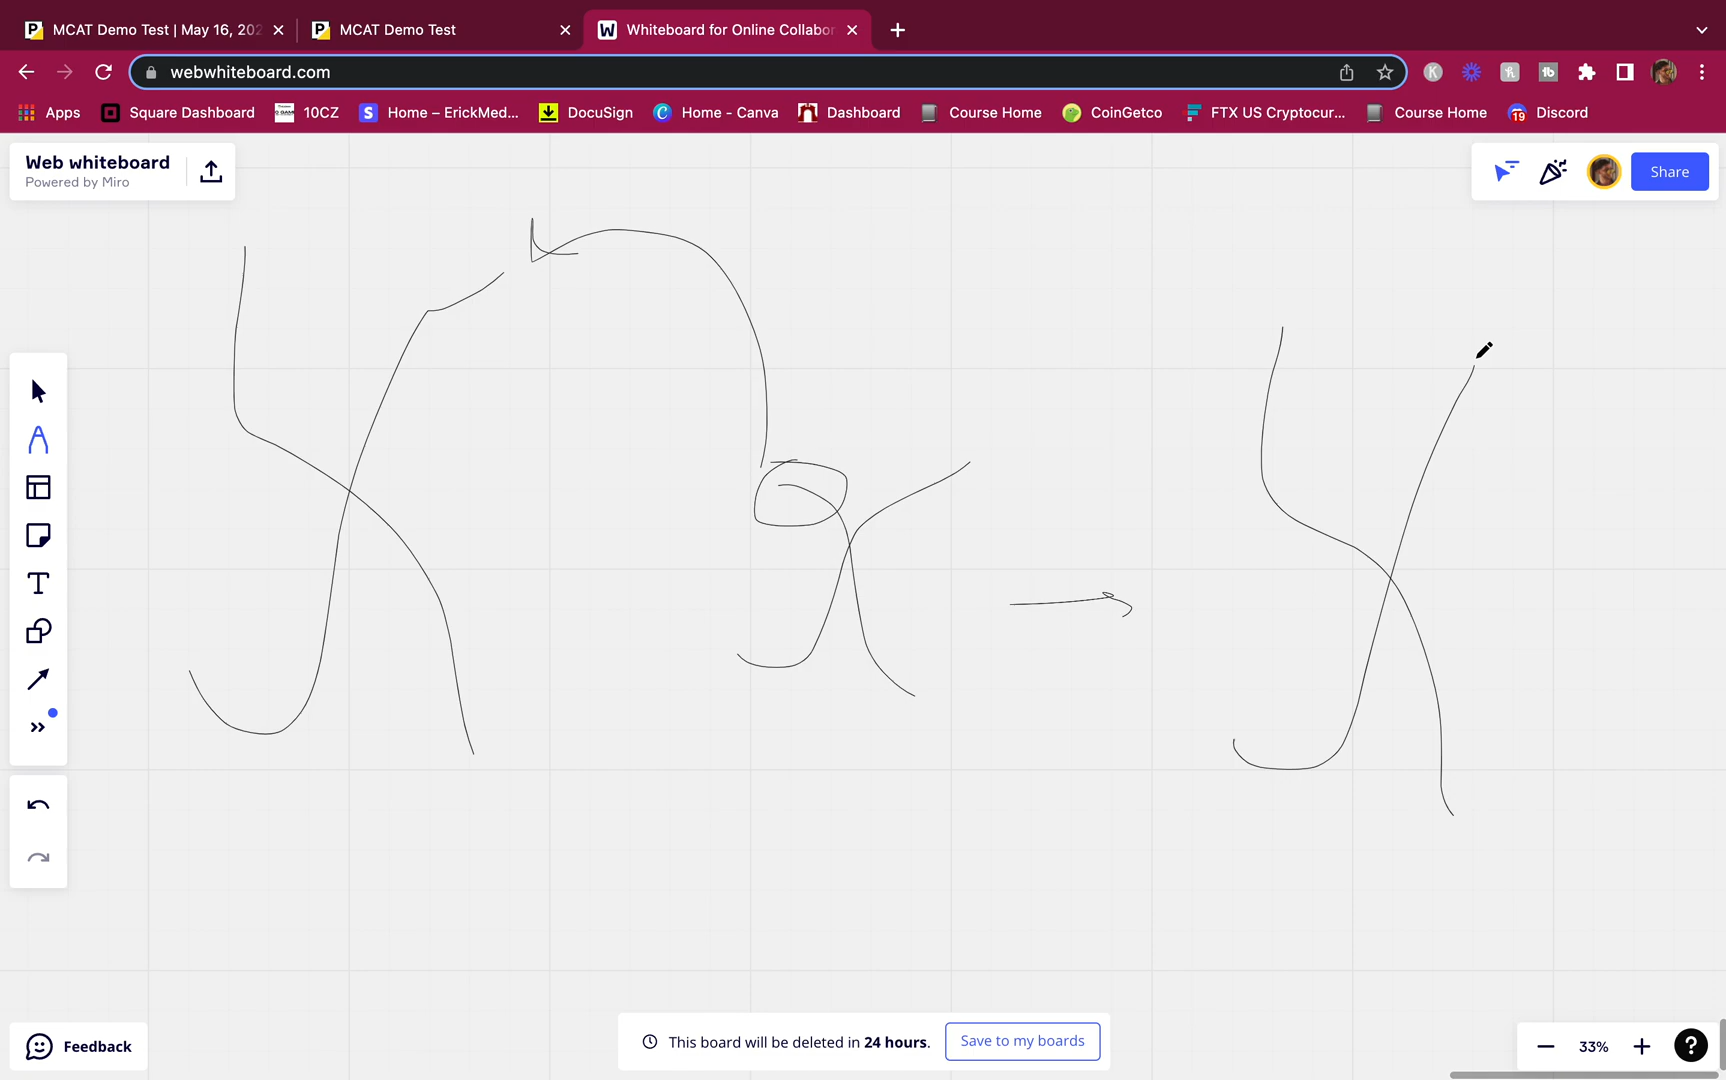 MCAT Demo Test | May 16, 202
MCAT Demo Test
Whiteboard for Online Collabor
webwhiteboard.com
Apps
Square Dashboard
10CZ
Home – ErickMed...
DocuSign
Home - Canva
Dashboard
Course Home
CoinGetco
FTX US Cryptocur...
Course Home
19
Discord
Web whiteboard
Powered by Miro
Share
Feedback
This board will be deleted in 24 hours.
Save to my boards
33%